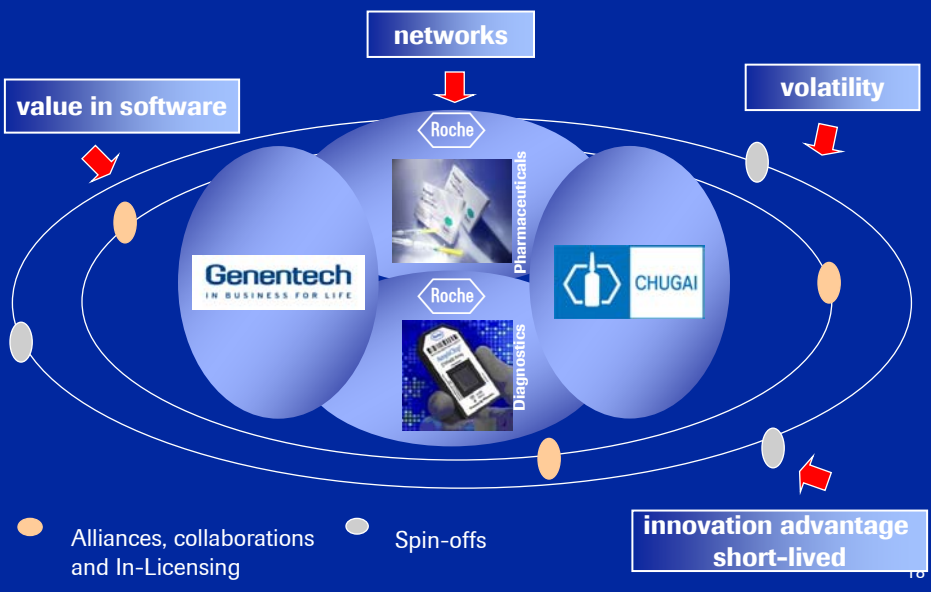 networks
value in software
volatility
Roche
Pharmaceuticals
Genentech
IN BUSINESS FOR LIFE
CHUGAI
Roche
Diagnostics
innovation advantage
short-lived
Alliances, collaborations
and In-Licensing
Spin-offs
18